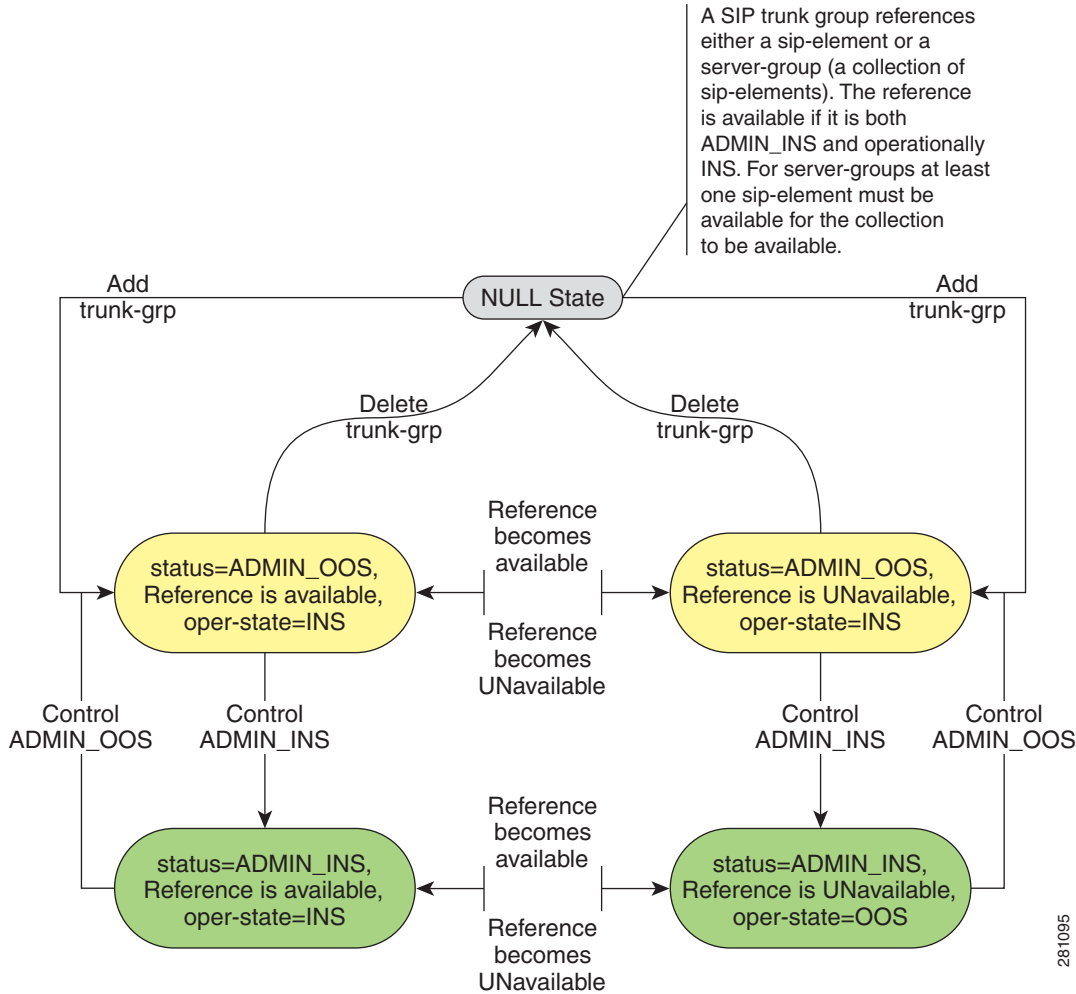 A SIP trunk group references
either a sip-element or a
server-group (a collection of
sip-elements). The reference
is available if it is both
ADMIN_INS and operationally
INS. For server-groups at least
one sip-element must be
available for the collection
to be available.
Add
trunk-grp
NULL State
Add
trunk-grp
Delete
trunk-grp
Delete
trunk-grp
status=ADMIN_OOS,
Reference is available,
oper-state=INS
Reference
becomes
available
Reference
becomes
UNavailable
status=ADMIN_OOS,
Reference is UNavailable,
oper-state=INS
Control
ADMIN_OOS
Control
ADMIN_INS
Control
ADMIN_INS
Control
ADMIN_OOS
status=ADMIN_INS,
Reference is available,
oper-state=INS
Reference
becomes
available
Reference
becomes
UNavailable
status=ADMIN_INS,
Reference is UNavailable,
oper-state=OOS
281095